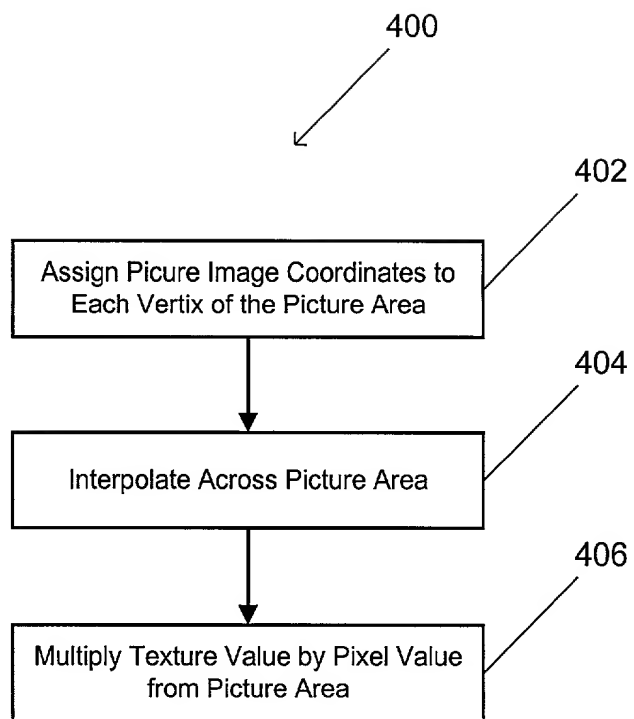 400
402
Assign Picure Image Coordinates to
Each Vertix of the Picture Area
404
Interpolate Across Picture Area
406
Multiply Texture Value by Pixel Value
from Picture Area